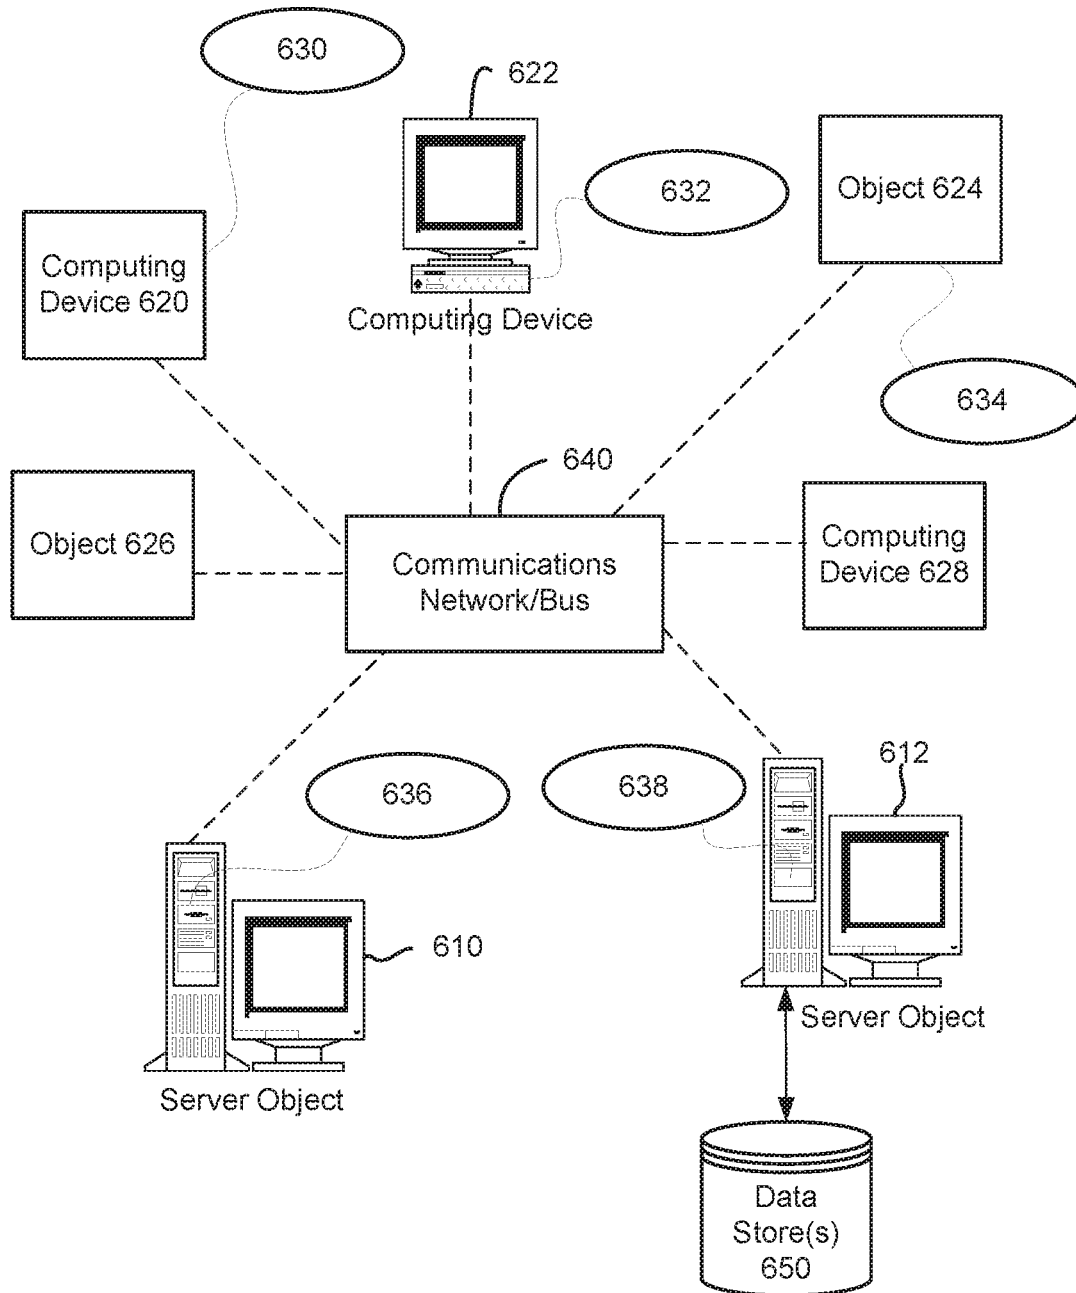 630
622
632
Object 624
Computing
Device 620
Computing Device
634
640
Object 626
Communications
Network/Bus
Computing
Device 628
636
638
612
610
Server Object
Server Object
Data
Store(s)
650